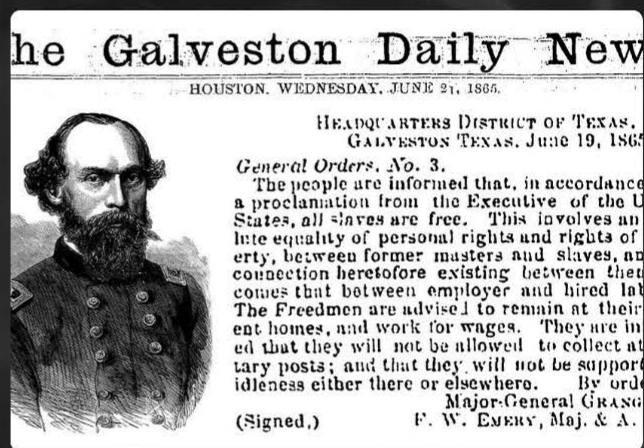 he Galveston Daily New
HOUSTON, WEDNESDAY, JUNE 21, 1865.
HEADQUARTERS DISTRICT OF TEXAS,
GALVESTON TEXAS, June 19, 1865
General Orders, No. 3.
The people are informed that, in accordance
a proclamation from the Executive of the U
States, all slaves are free. This involves an
lute equality of personal rights and rights of
erty, between former masters and slaves, an
connection heretofore existing between the
comes that between employer and hired la
The Freedmen are advised to remain at their
ent homes, and work for wages. They are in
ed that they will not be allowed to collect at
tary posts; and that they will not be support
idleness either there or elsewhere. By orde
Major-General GRANG
(Signed,) F. W. EMERY, Maj. & A.